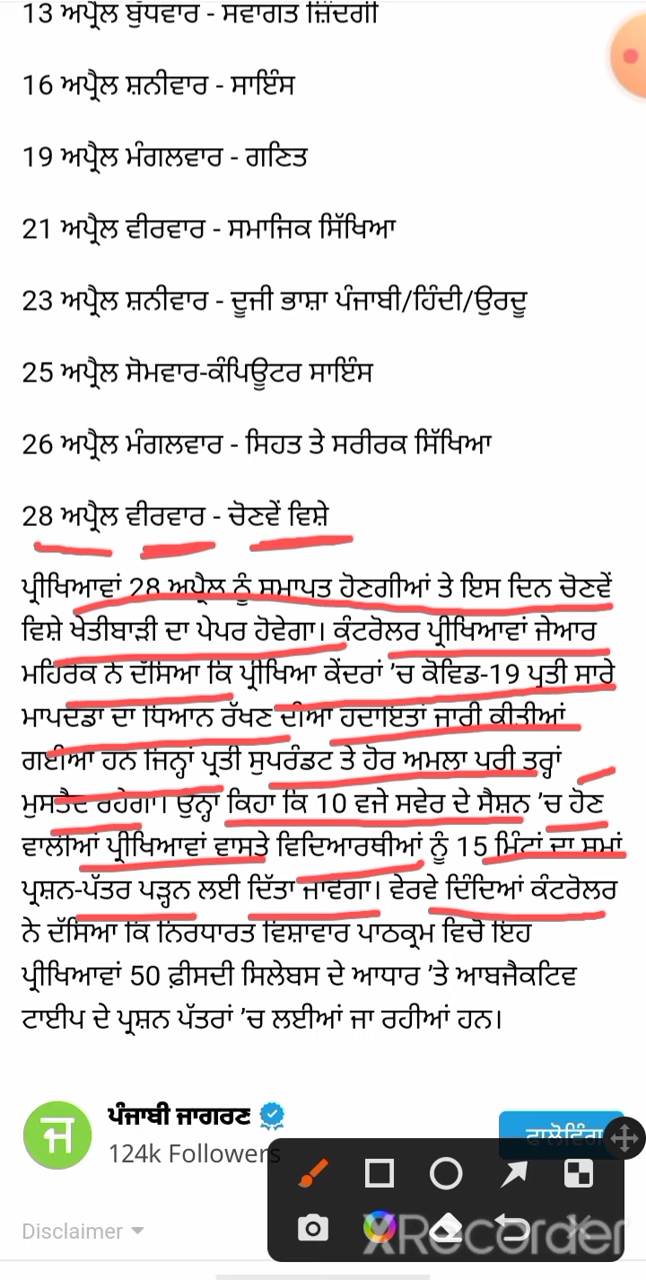 13 ਅਪ੍ਰੈਲ ਬੁੱਧਵਾਰ - ਸਵਾਗਤ ਜ਼ਿੰਦਗੀ
16 ਅਪ੍ਰੈਲ ਸ਼ਨੀਵਾਰ - ਸਾਇੰਸ
19 ਅਪ੍ਰੈਲ ਮੰਗਲਵਾਰ - ਗਣਿਤ
21 ਅਪ੍ਰੈਲ ਵੀਰਵਾਰ - ਸਮਾਜਿਕ ਸਿੱਖਿਆ
23 ਅਪ੍ਰੈਲ ਸ਼ਨੀਵਾਰ - ਦੂਜੀ ਭਾਸ਼ਾ ਪੰਜਾਬੀ/ਹਿੰਦੀ/ਉਰਦੂ
25 ਅਪ੍ਰੈਲ ਸੋਮਵਾਰ-ਕੰਪਿਊਟਰ ਸਾਇੰਸ
26 ਅਪ੍ਰੈਲ ਮੰਗਲਵਾਰ - ਸਿਹਤ ਤੇ ਸਰੀਰਕ ਸਿੱਖਿਆ
28 ਅਪ੍ਰੈਲ ਵੀਰਵਾਰ - ਚੋਣਵੇਂ ਵਿਸ਼ੇ
ਪ੍ਰੀਖਿਆਵਾਂ 28 ਅਪ੍ਰੈਲ ਨੂੰ ਸਮਾਪਤ ਹੋਣਗੀਆਂ ਤੇ ਇਸ ਦਿਨ ਚੋਣਵੇਂ
ਵਿਸ਼ੇ ਖੇਤੀਬਾੜੀ ਦਾ ਪੇਪਰ ਹੋਵੇਗਾ। ਕੰਟਰੋਲਰ ਪ੍ਰੀਖਿਆਵਾਂ ਜੇਆਰ
ਮਹਿਰੋਕ ਨੇ ਦੱਸਿਆ ਕਿ ਪ੍ਰੀਖਿਆ ਕੇਂਦਰਾਂ 'ਚ ਕੋਵਿਡ-19 ਪ੍ਰਤੀ ਸਾਰੇ
ਮਾਪਦੰਡਾਂ ਦਾ ਧਿਆਨ ਰੱਖਣ ਦੀਆਂ ਹਦਾਇਤਾਂ ਜਾਰੀ ਕੀਤੀਆਂ
ਗਈਆਂ ਹਨ ਜਿਨ੍ਹਾਂ ਪ੍ਰਤੀ ਸੁਪਰੰਡਟ ਤੇ ਹੋਰ ਅਮਲਾ ਪੂਰੀ ਤਰ੍ਹਾਂ
ਮੁਸਤੈਦ ਰਹੇਗਾ। ਉਨ੍ਹਾਂ ਕਿਹਾ ਕਿ 10 ਵਜੇ ਸਵੇਰ ਦੇ ਸੈਸ਼ਨ 'ਚ ਹੋਣ
ਵਾਲੀਆਂ ਪ੍ਰੀਖਿਆਵਾਂ ਵਾਸਤੇ ਵਿਦਿਆਰਥੀਆਂ ਨੂੰ 15 ਮਿੰਟਾਂ ਦਾ ਸਮਾਂ
ਪ੍ਰਸ਼ਨ-ਪੱਤਰ ਪੜ੍ਹਨ ਲਈ ਦਿੱਤਾ ਜਾਵੇਗਾ। ਵੇਰਵੇ ਦਿੰਦਿਆਂ ਕੰਟਰੋਲਰ
ਨੇ ਦੱਸਿਆ ਕਿ ਨਿਰਧਾਰਤ ਵਿਸ਼ਾਵਾਰ ਪਾਠਕ੍ਰਮ ਵਿਚੋਂ ਇਹ
ਪ੍ਰੀਖਿਆਵਾਂ 50 ਫ਼ੀਸਦੀ ਸਿਲੇਬਸ ਦੇ ਆਧਾਰ 'ਤੇ ਆਬਜੈਕਟਿਵ
ਟਾਈਪ ਦੇ ਪ੍ਰਸ਼ਨ ਪੱਤਰਾਂ 'ਚ ਲਈਆਂ ਜਾ ਰਹੀਆਂ ਹਨ।
ਜ
ਪੰਜਾਬੀ ਜਾਗਰਣ
124k Followers
ਫਾਲੋਇੰਗ
Disclaimer
XRecorder